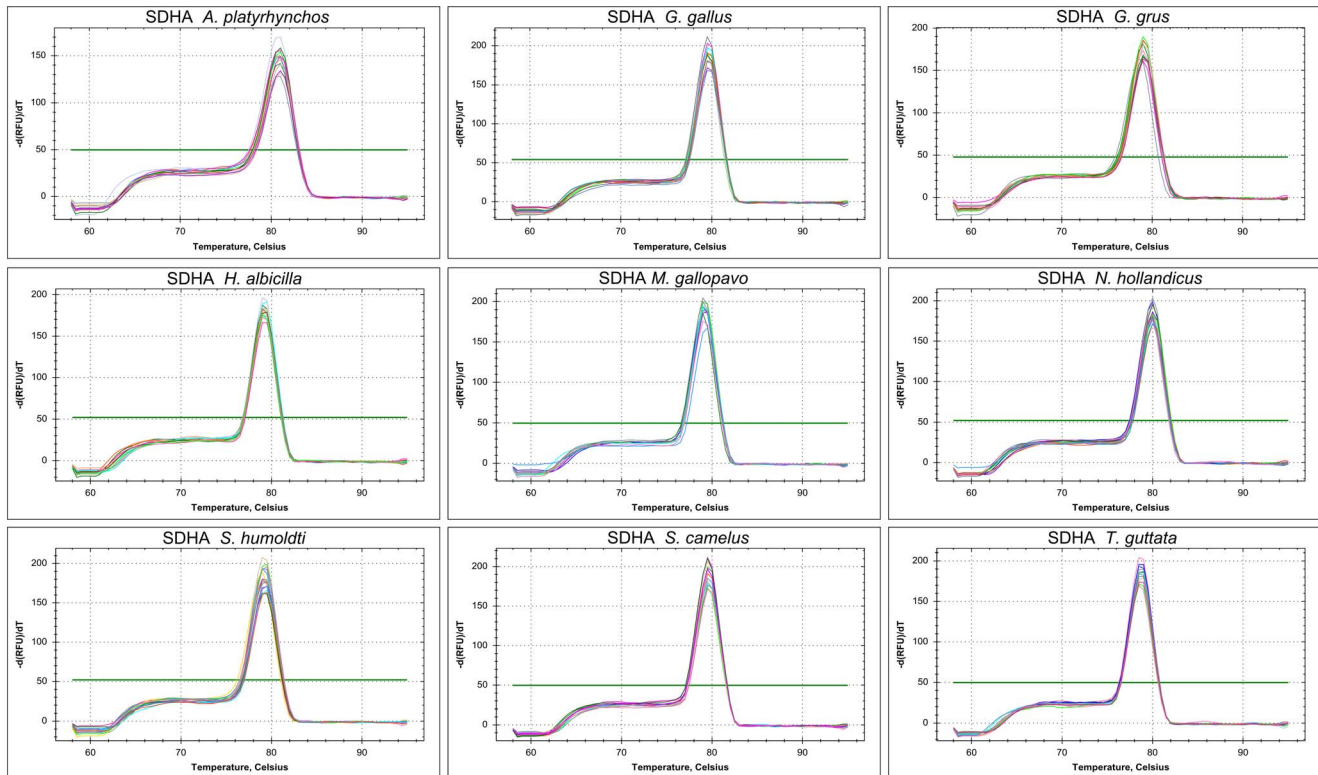 SDHA A. platyrhynchos
-d(RFU)/dT
150
100
50
0
60 70 80 90
Temperature, Celsius
SDHA G. gallus
-d(RFU)/dT
200
150
100
50
0
60 70 80 90
Temperature, Celsius
SDHA G. grus
-d(RFU)/dT
200
150
100
50
0
60 70 80 90
Temperature, Celsius
SDHA H. albicilla
-d(RFU)/dT
200
150
100
50
0
60 70 80 90
Temperature, Celsius
SDHA M. gallopavo
-d(RFU)/dT
200
150
100
50
0
60 70 80 90
Temperature, Celsius
SDHA N. hollandicus
-d(RFU)/dT
200
150
100
50
0
60 70 80 90
Temperature, Celsius
SDHA S. humoldti
-d(RFU)/dT
200
150
100
50
0
60 70 80 90
Temperature, Celsius
SDHA S. camelus
-d(RFU)/dT
200
150
100
50
0
60 70 80 90
Temperature, Celsius
SDHA T. guttata
-d(RFU)/dT
200
150
100
50
0
60 70 80 90
Temperature, Celsius